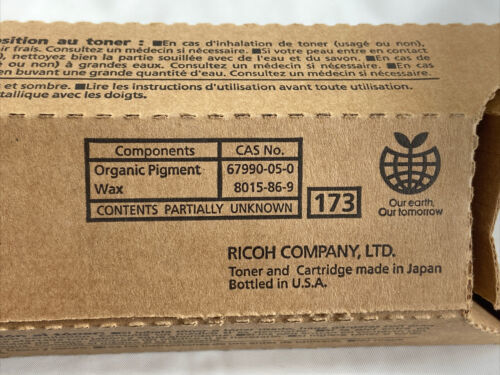 osition au toner : ■En cas d'inhalation de toner (usagé ou non),
ir frais. Consultez un médecin si nécessaire. ■Si votre peau entre en contact
), nettoyez bien la partie souillée avec de l'eau et du savon.
ou non) à grandes eaux. Consultez un médecin si nécessaire. ■En cas
en buvant une grande quantité d'eau. Consultez un médecin si nécessaire.
et sombre. ■Lire les instructions d'utilisation avant toute utilisation.
tallique avec les doigts.
Components CAS No.
Organic Pigment 67990-05-0
Wax 8015-86-9
CONTENTS PARTIALLY UNKNOWN
173
Our earth,
Our tomorrow
RICOH COMPANY, LTD.
Toner and Cartridge made in Japan
Bottled in U.S.A.